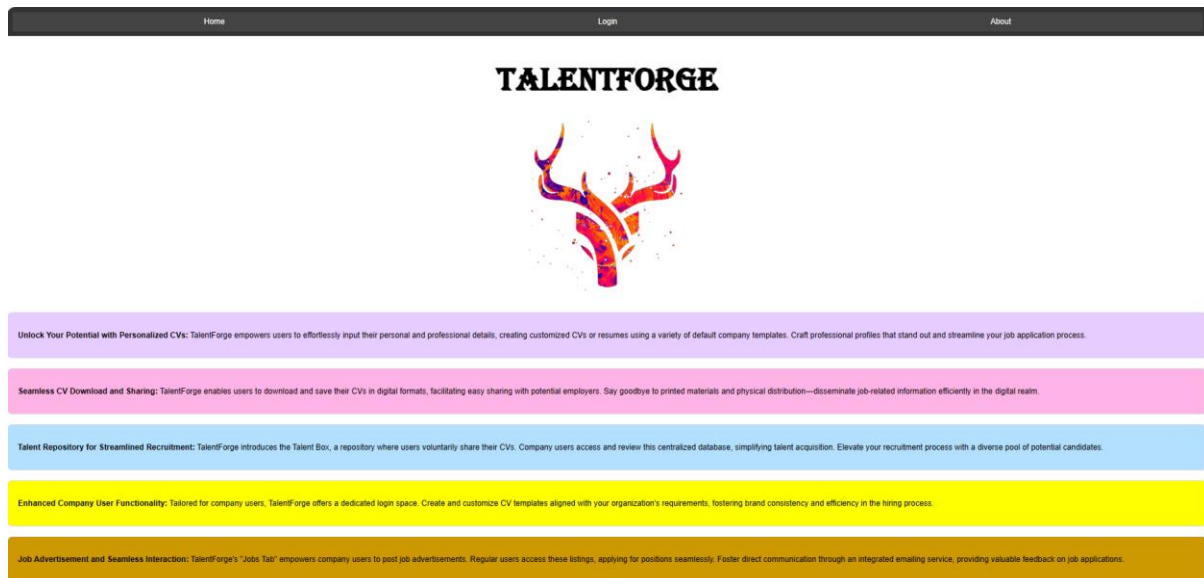 Home Login About
TALENTFORGE
Unlock Your Potential with Personalized CVs: TalentForge empowers users to effortlessly input their personal and professional details, creating customized CVs or resumes using a variety of default company templates. Craft professional profiles that stand out and streamline your job application process.
Seamless CV Download and Sharing: TalentForge enables users to download and save their CVs in digital formats, facilitating easy sharing with potential employers. Say goodbye to printed materials and physical distribution—disseminate job-related information efficiently in the digital realm.
Talent Repository for Streamlined Recruitment: TalentForge introduces the Talent Box, a repository where users voluntarily share their CVs. Company users access and review this centralized database, simplifying talent acquisition. Elevate your recruitment process with a diverse pool of potential candidates.
Enhanced Company User Functionality: Tailored for company users, TalentForge offers a dedicated login space. Create and customize CV templates aligned with your organization's requirements, fostering brand consistency and efficiency in the hiring process.
Job Advertisement and Seamless Interaction: TalentForge's "Jobs Tab" empowers company users to post job advertisements. Regular users access these listings, applying for positions seamlessly. Foster direct communication through an integrated emailing service, providing valuable feedback on job applications.